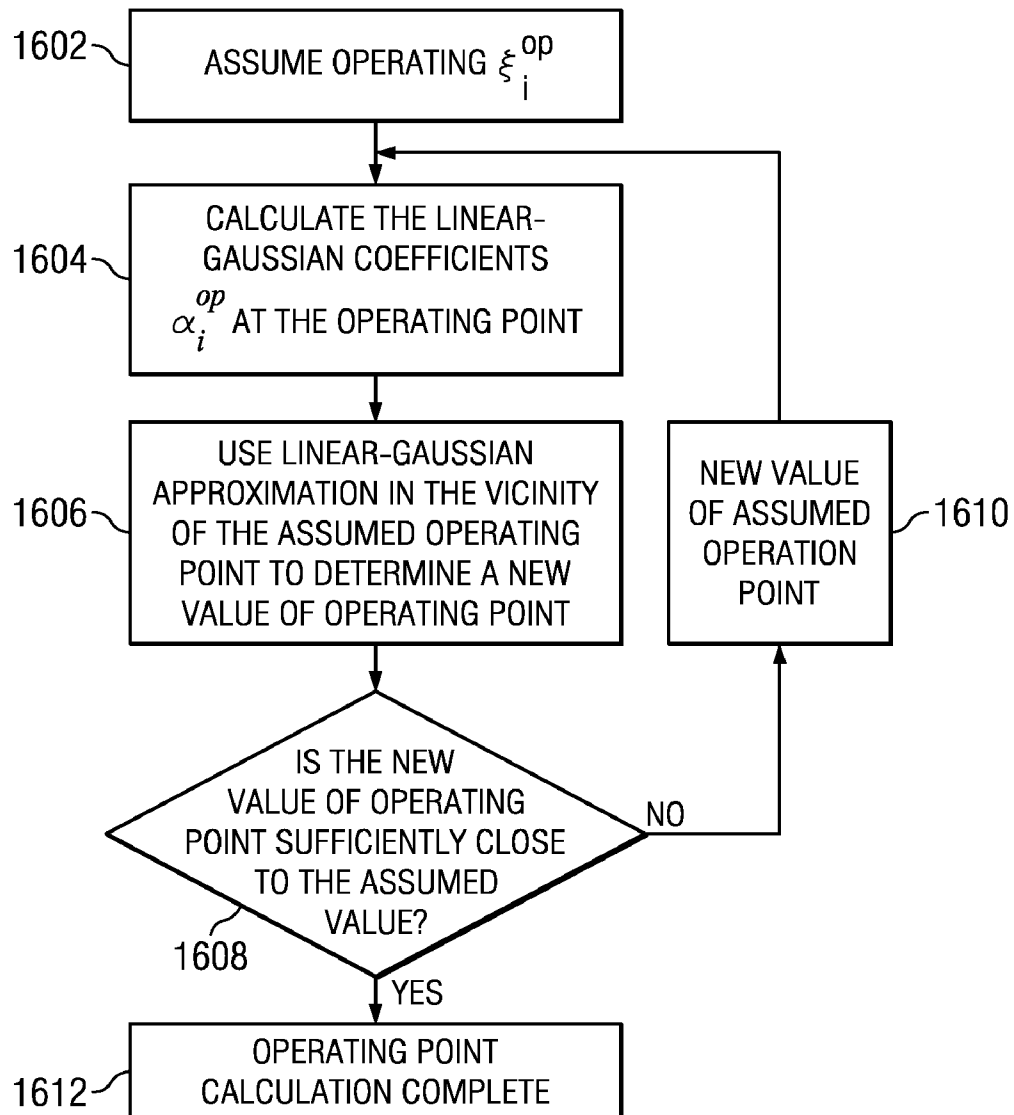 1602
ASSUME OPERATING ξ_i^op
1604
CALCULATE THE LINEAR-
GAUSSIAN COEFFICIENTS
α_i^op AT THE OPERATING POINT
1606
USE LINEAR-GAUSSIAN
APPROXIMATION IN THE VICINITY
OF THE ASSUMED OPERATING
POINT TO DETERMINE A NEW
VALUE OF OPERATING POINT
NEW VALUE
OF ASSUMED
OPERATION
POINT
1610
IS THE NEW
VALUE OF OPERATING
POINT SUFFICIENTLY CLOSE
TO THE ASSUMED
VALUE?
NO
1608
YES
OPERATING POINT
CALCULATION COMPLETE
1612